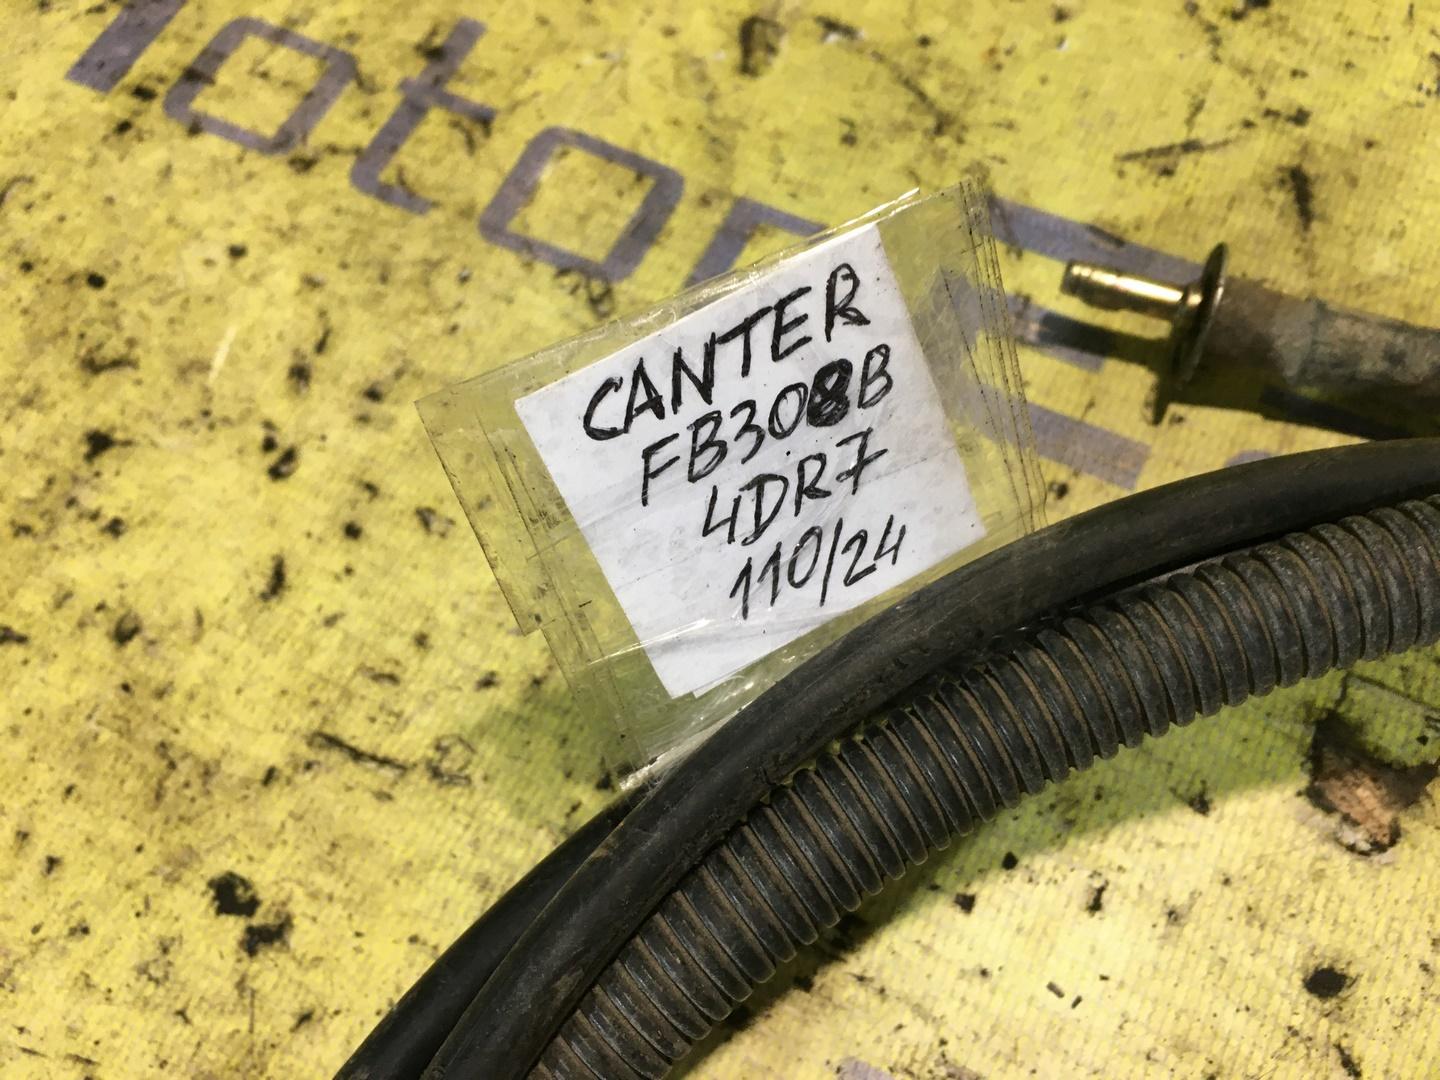 CANTER
FB308B
4DR7
110/24